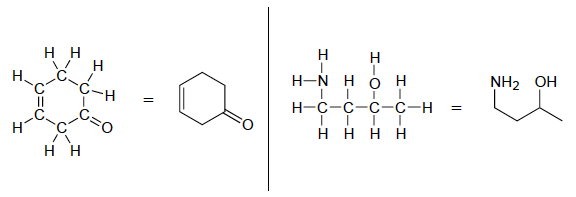 H H
H C H
C C-H
=
C C
H C O
H H
O
H H
H-N H O H
H-C-C-C-C-H
H H H H
=
NH2 OH